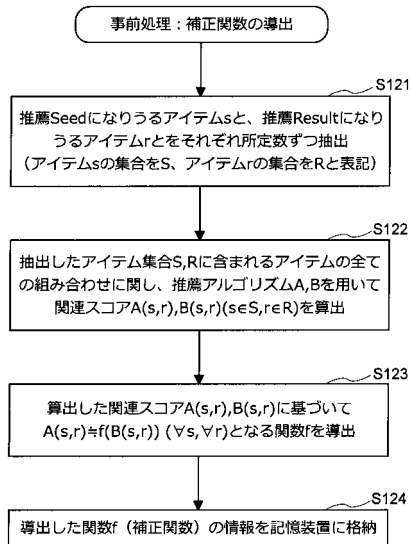 事前処理：補正関数の導出
S121
推薦Seedになりうるアイテムsと、推薦Resultになり
うるアイテムrとをそれぞれ所定数ずつ抽出
（アイテムsの集合をS、アイテムrの集合をRと表記）
S122
抽出したアイテム集合S,Rに含まれるアイテムの全て
の組み合わせに関し、推薦アルゴリズムA,Bを用いて
関連スコアA(s,r),B(s,r)(s∈S,r∈R)を算出
S123
算出した関連スコアA(s,r),B(s,r)に基づいて
A(s,r)≒f(B(s,r)) (∀s,∀r)となる関数fを導出
S124
導出した関数f（補正関数）の情報を記憶装置に格納